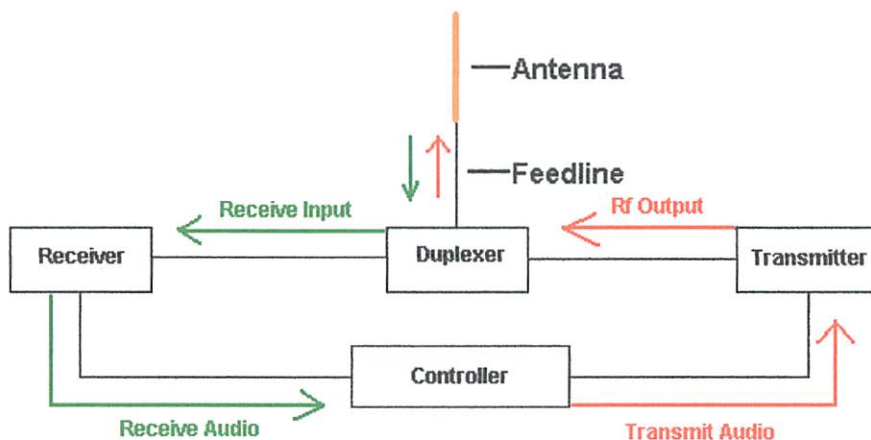 Antenna
Feedline
Receive Input
Rf Output
Receiver
Duplexer
Transmitter
Controller
Receive Audio
Transmit Audio